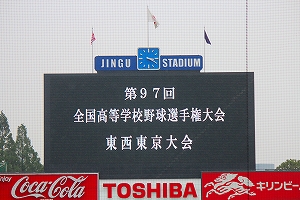 JINGU STADIUM
第97回
全国高等学校野球選手権大会
東西東京大会
Enjoy
Coca-Cola
TOSHIBA
キリンビー